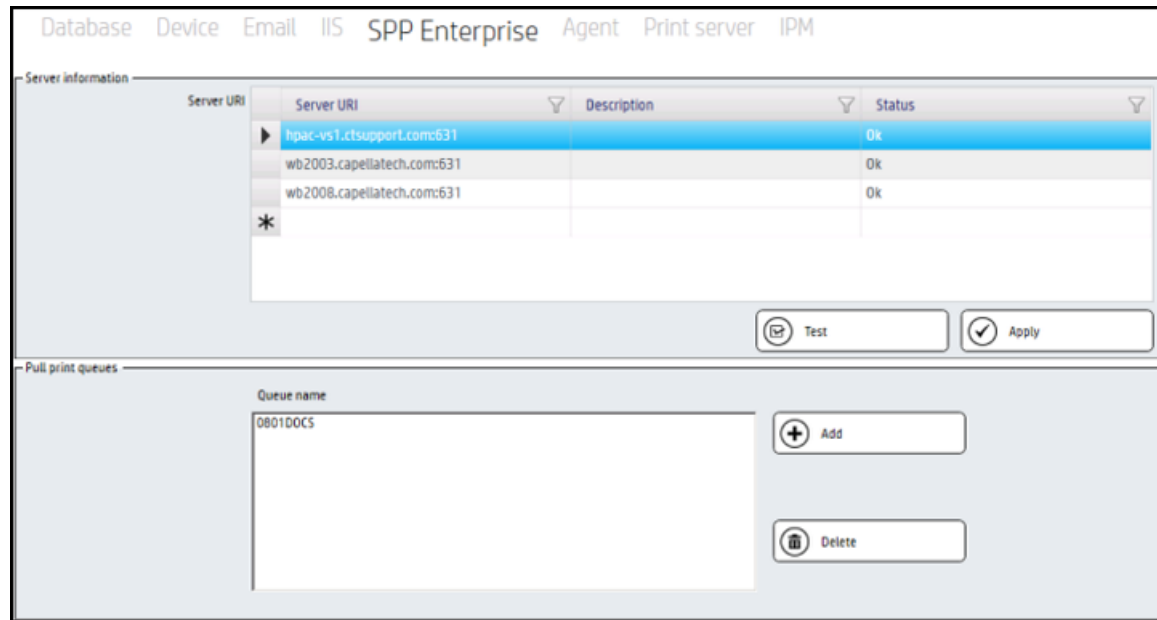 Database Device Email IIS SPP Enterprise Agent Print server IPM
Server information
Server URI
Server URI Description Status
hpac-vs1.ctsupport.com:631 Ok
wb2003.capellatech.com:631 Ok
wb2008.capellatech.com:631 Ok
Test Apply
Pull print queues
Queue name
0801DOCS
Add
Delete